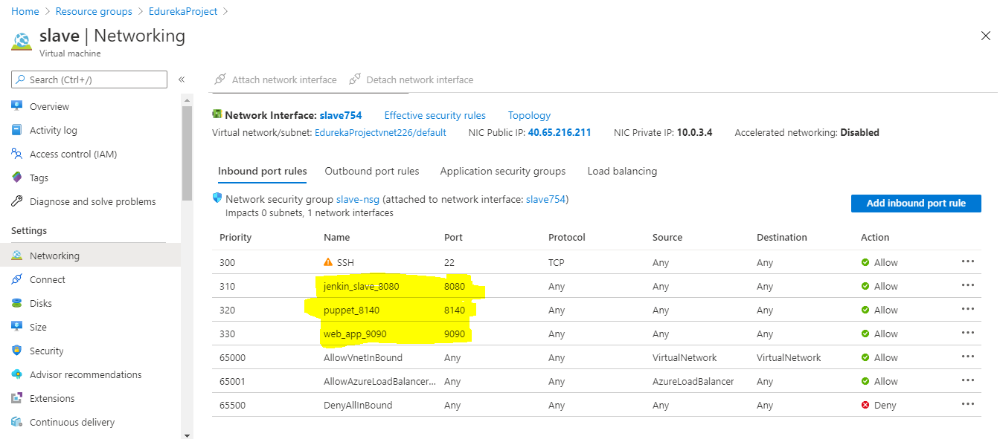 Home > Resource groups > EdurekaProject >
slave | Networking
Virtual machine
Search (Ctrl+/)
«
Overview
Activity log
Access control (IAM)
Tags
Diagnose and solve problems
Settings
Networking
Connect
Disks
Size
Security
Advisor recommendations
Extensions
Continuous delivery
Attach network interface Detach network interface
Network Interface: slave754 Effective security rules Topology
Virtual network/subnet: EdurekaProjectvnet226/default NIC Public IP: 40.65.216.211 NIC Private IP: 10.0.3.4 Accelerated networking: Disabled
Inbound port rules Outbound port rules Application security groups Load balancing
Network security group slave-nsg (attached to network interface: slave754)
Impacts 0 subnets, 1 network interfaces
Add inbound port rule
Priority Name Port Protocol Source Destination Action
300 SSH 22 TCP Any Any Allow ...
310 jenkin_slave_8080 8080 Any Any Any Allow ...
320 puppet_8140 8140 Any Any Any Allow ...
330 web_app_9090 9090 Any Any Any Allow ...
65000 AllowVnetInBound Any Any VirtualNetwork VirtualNetwork Allow ...
65001 AllowAzureLoadBalancer... Any Any AzureLoadBalancer Any Allow ...
65500 DenyAllInBound Any Any Any Any Deny ...